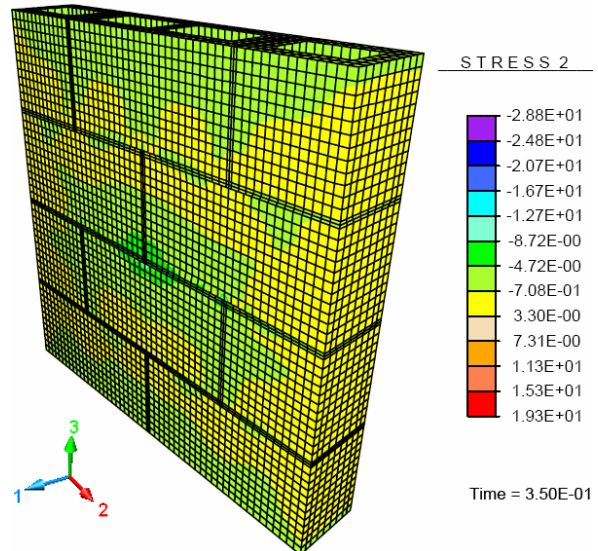 STRESS 2
-2.88E+01
-2.48E+01
-2.07E+01
-1.67E+01
-1.27E+01
-8.72E-00
-4.72E-00
-7.08E-01
3.30E-00
7.31E-00
1.13E+01
1.53E+01
1.93E+01
3
1
2
Time = 3.50E-01